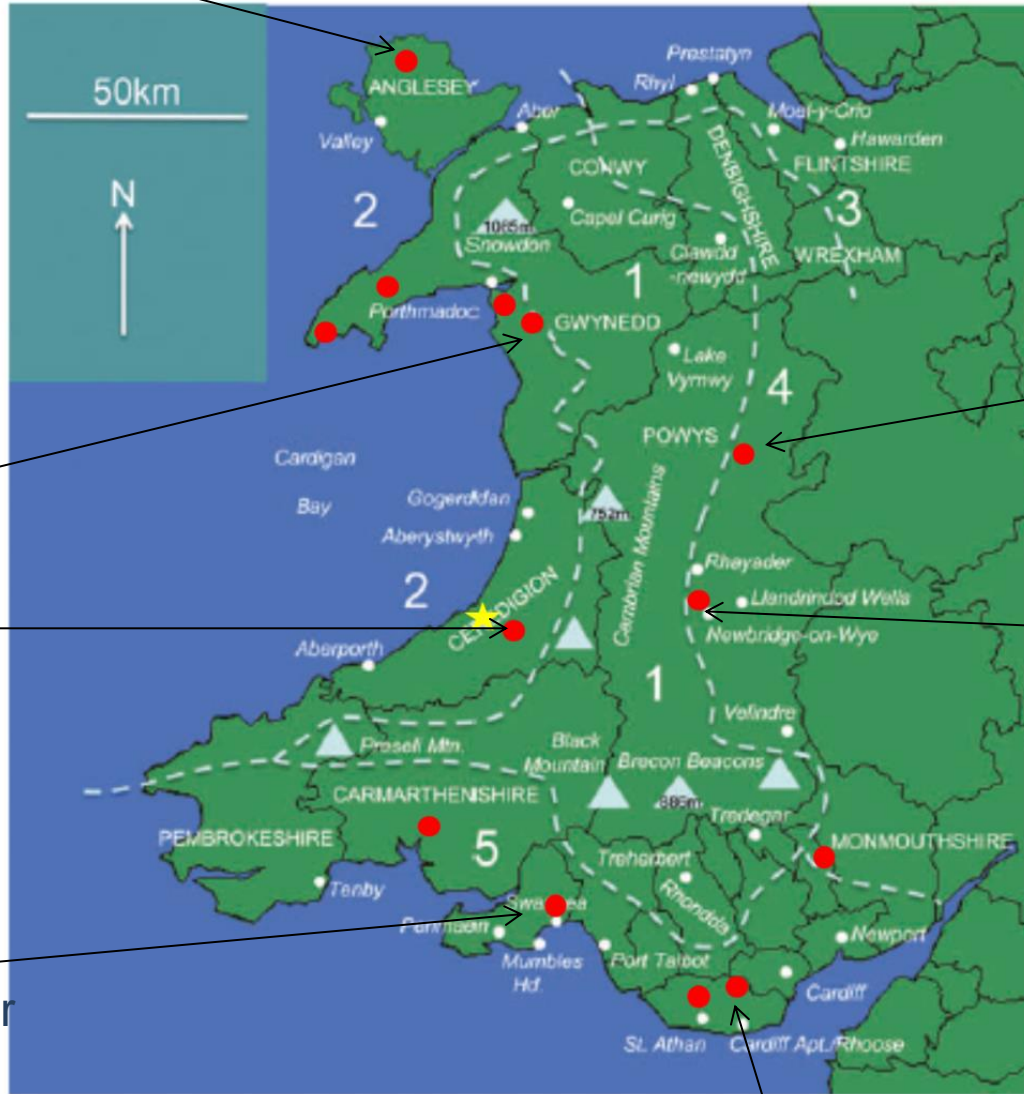 50km
N
Prestatyn
Rhyl
ANGLESEY
Aber
Moel-y-Crio
Valley
Hawarden
CONWY
DENBIGHSHIRE
FLINTSHIRE
2
3
Capel Curig
1085m
Snowdon
Clawdd
-newydd
WREXHAM
1
Porthmadoc
GWYNEDD
Lake
Vyrnwy
4
POWYS
Cardigan
Bay
Gogerddan
752m
Aberystwyth
Cambrian Mountains
Rhayader
2
CEREDIGION
Llandrindod Wells
Newbridge-on-Wye
Aberporth
1
Velindre
Preseli Mtn.
Black
Mountain
Brecon Beacons
CARMARTHENSHIRE
886m
Tredegar
PEMBROKESHIRE
MONMOUTHSHIRE
5
Treherbert
Tenby
Rhondda
Swansea
Penmaen
Newport
Mumbles
Hd.
Port Talbot
Cardiff
r
St. Athan
Cardiff Apt./Rhoose